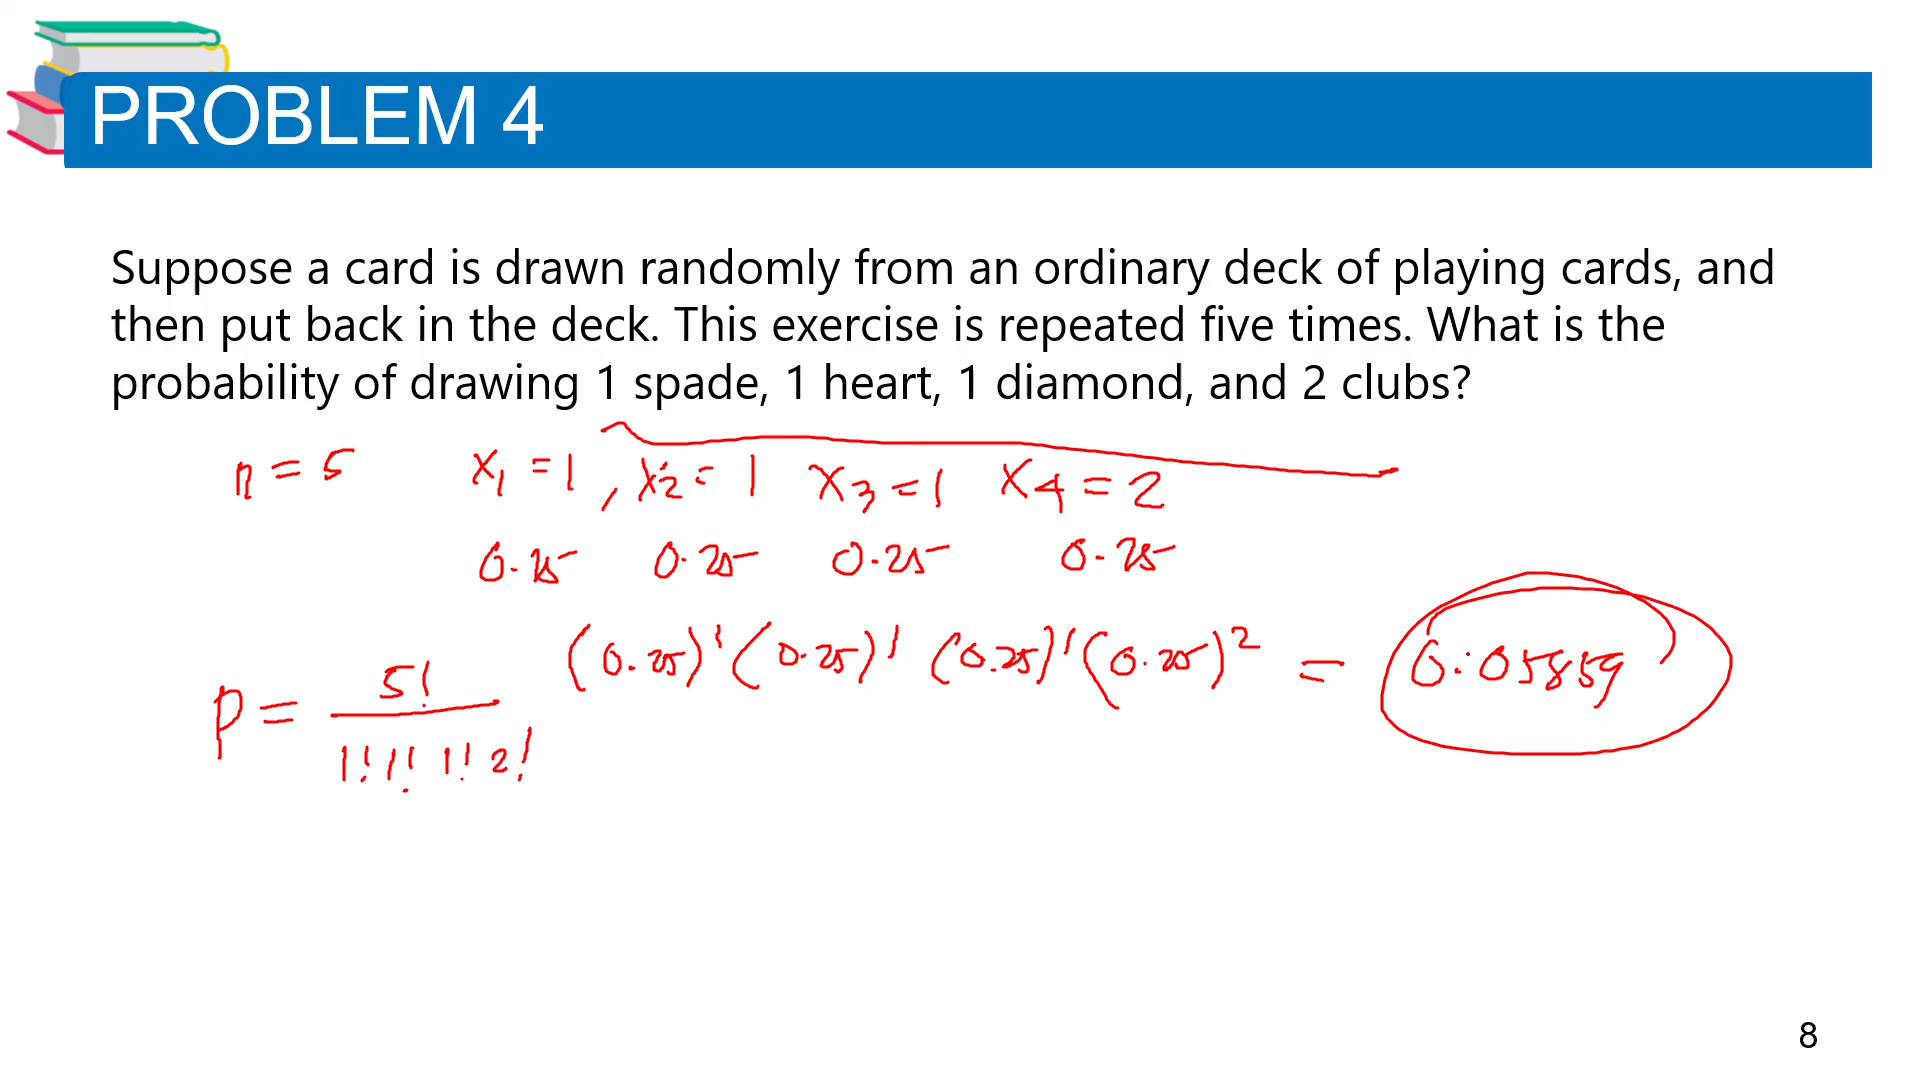 PROBLEM 4
Suppose a card is drawn randomly from an ordinary deck of playing cards, and
then put back in the deck. This exercise is repeated five times. What is the
probability of drawing 1 spade, 1 heart, 1 diamond, and 2 clubs?
n = 5 x₁ = 1, x₂ = 1 x₃ = 1 x₄ = 2
0.25 0.25 0.25 0.25
P = 5! / 1! 1! 1! 2! (0.25)¹ (0.25)¹ (0.25)¹ (0.25)² = 0.05859
8